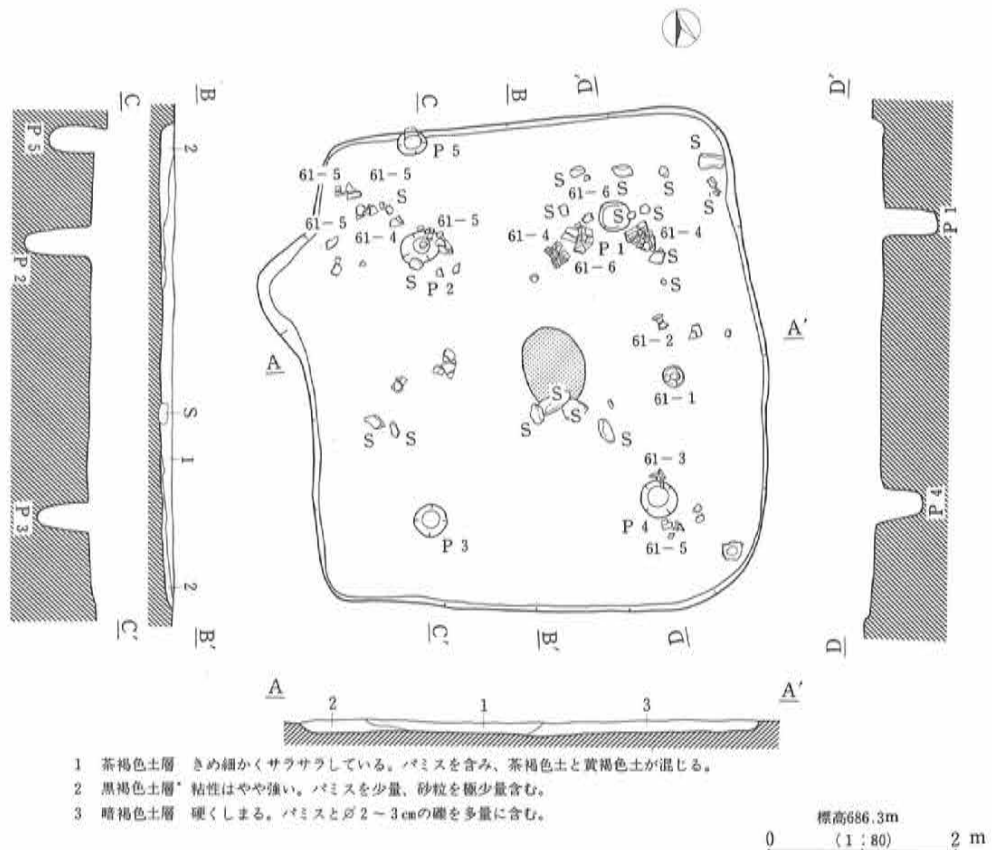 C
B
C
B
D'
D'
P 5
2
P 5
61-5
61-5
S
S
61-6
S
S
S
S
S
S
P 1
61-5
61-4
61-5
61-4
61-4
P 2
S
P 2
P 1
61-6
S
S
A
A'
61-2
61-1
S
S
S
S
S
S
S
1
61-3
P 3
P 3
P 4
61-5
P 4
2
C'
B'
C'
B'
D
D
A
2
1
3
A'
1 茶褐色土層 きめ細かくサラサラしている。パミスを含み、茶褐色土と黄褐色土が混じる。
2 黒褐色土層 粘性はやや強い。パミスを少量、砂粒を極少量含む。
3 暗褐色土層 硬くしまる。パミスとØ2～3cmの礫を多量に含む。
標高686.3m
0 (1:80) 2 m